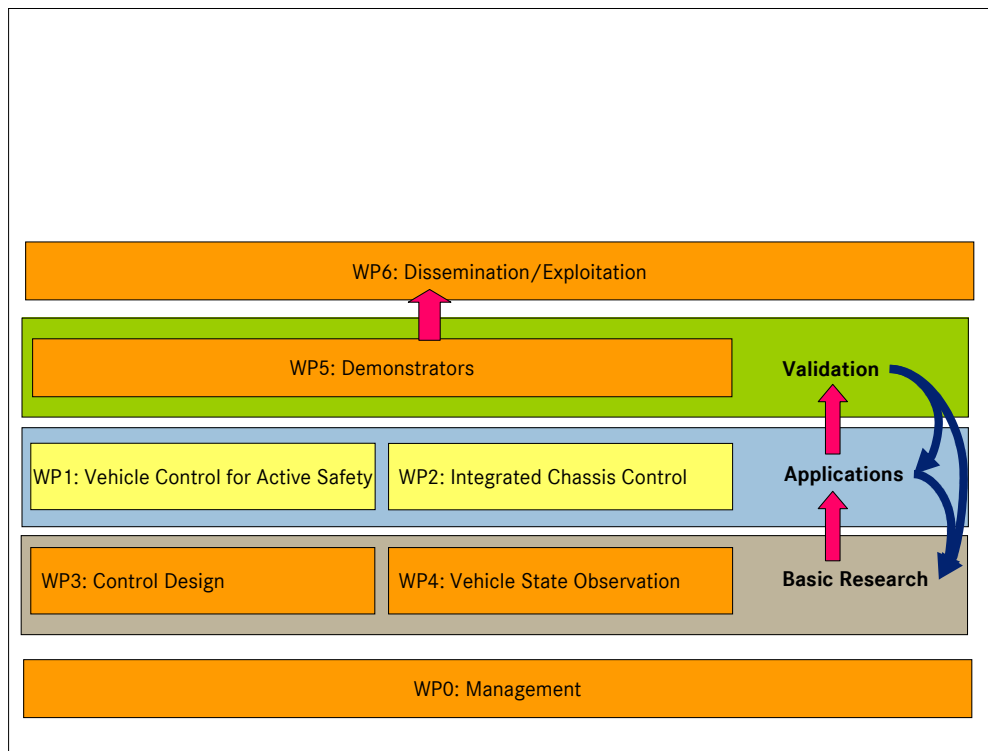 WP6: Dissemination/Exploitation
WP5: Demonstrators
Validation
WP1: Vehicle Control for Active Safety
WP2: Integrated Chassis Control
Applications
WP3: Control Design
WP4: Vehicle State Observation
Basic Research
WP0: Management